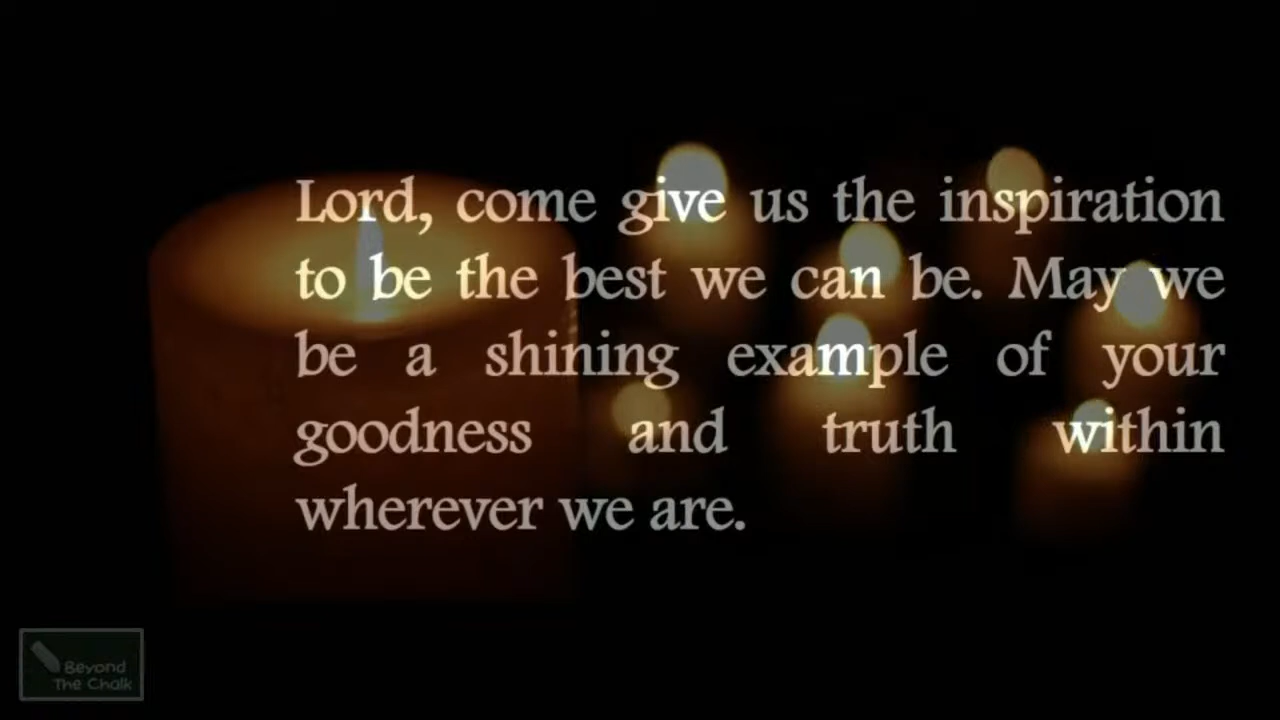 Lord, come give us the inspiration
to be the best we can be. May we
be a shining example of your
goodness and truth within
wherever we are.
Beyond
The Chalk